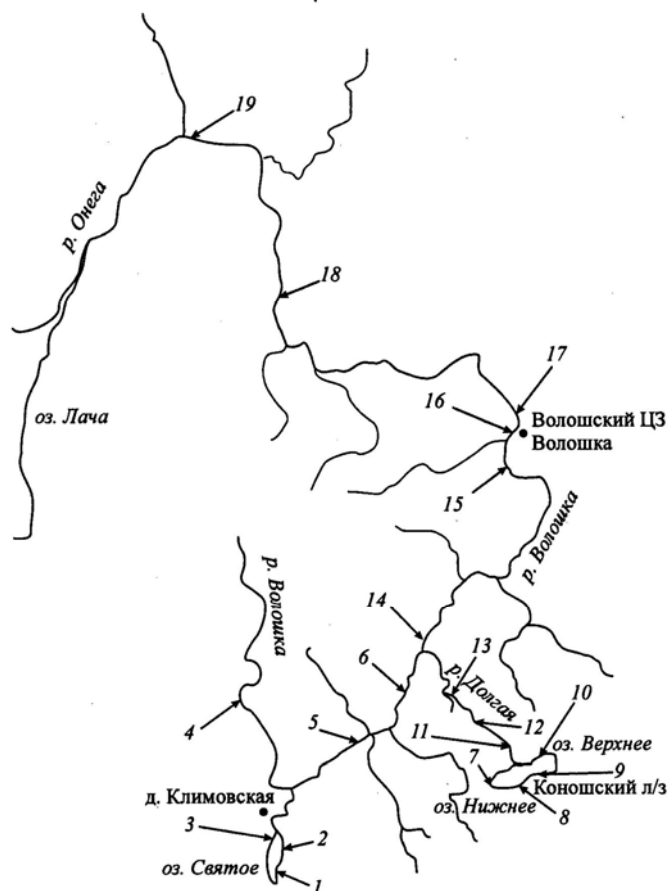 19
р. Онега
18
17
оз. Лача
16
Волошский ЦЗ
Волошка
15
р. Волошка
р. Волошка
14
13
6
р. Долгая
10
4
5
11
12
оз. Верхнее
7
9
д. Климовская
Коношский л/з
оз. Нижнее
8
3
2
оз. Святое
1